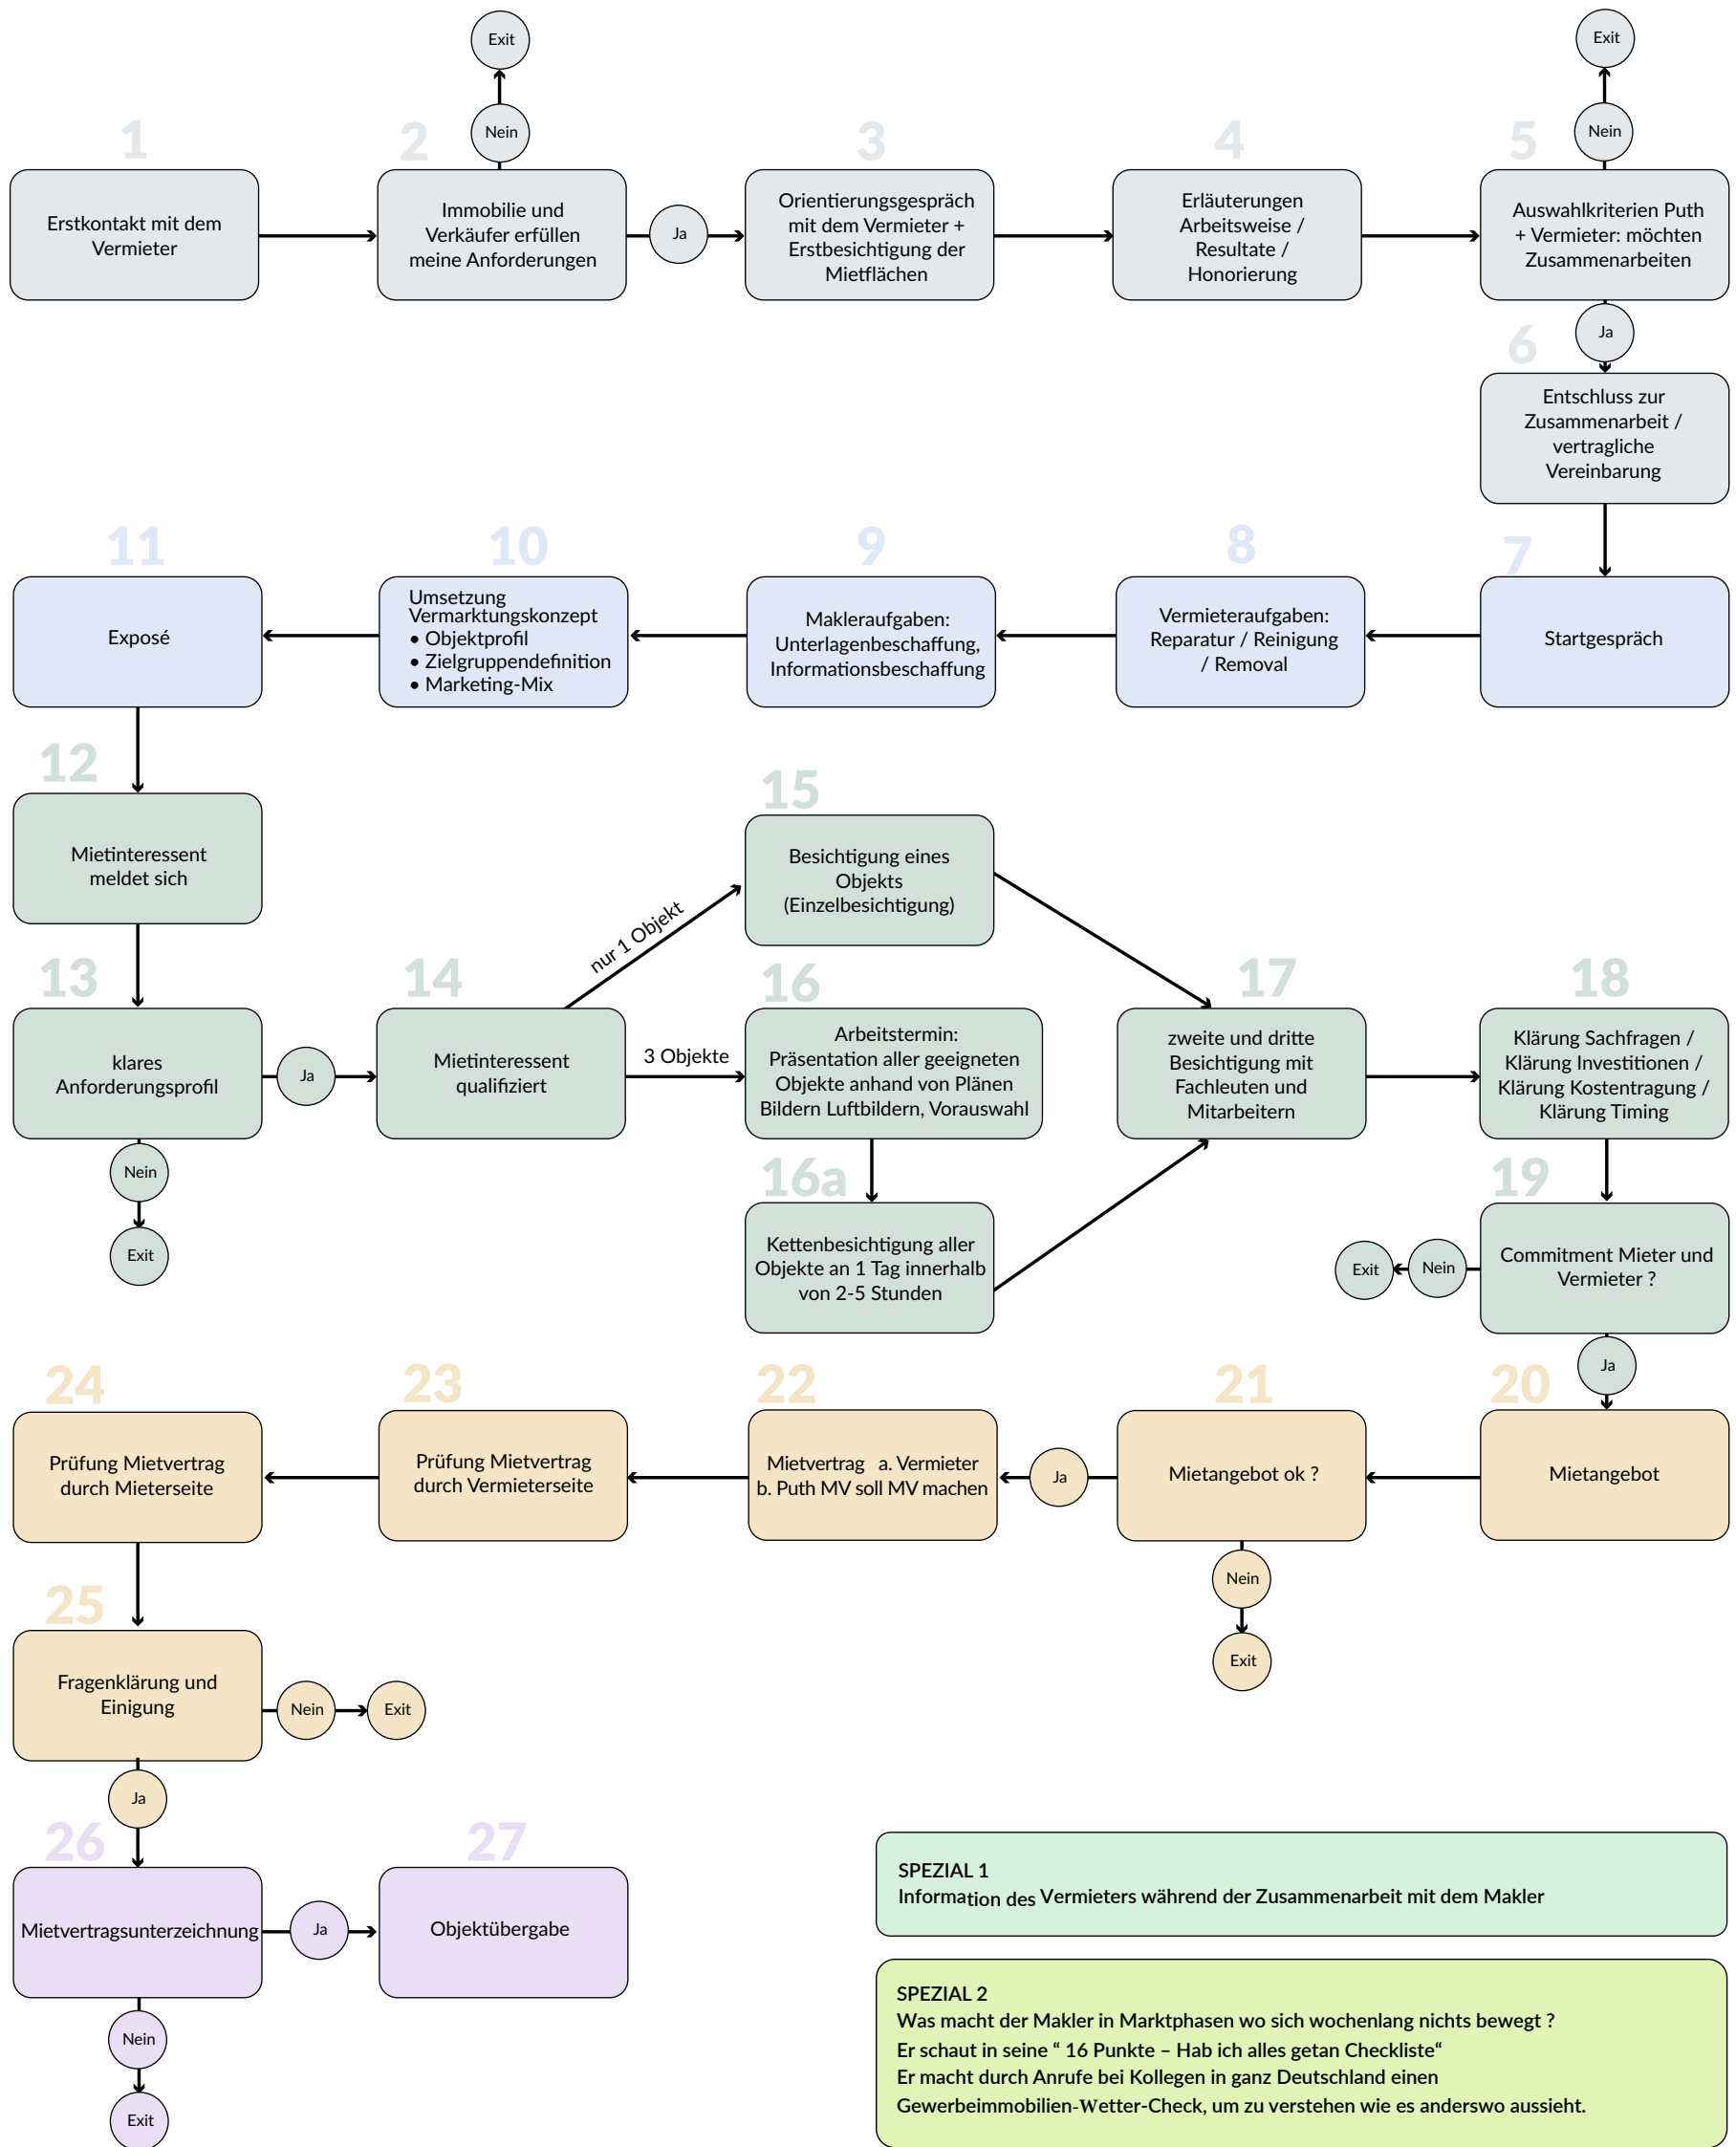 Exit
Nein
1
Erstkontakt mit dem
Vermieter
2
Immobilie und
Verkäufer erfüllen
meine Anforderungen
Ja
3
Orientierungsgespräch
mit dem Vermieter +
Erstbesichtigung der
Mietflächen
4
Erläuterungen
Arbeitsweise /
Resultate /
Honorierung
Exit
Nein
5
Auswahlkriterien Puth
+ Vermieter: möchten
Zusammenarbeiten
Ja
6
Entschluss zur
Zusammenarbeit /
vertragliche
Vereinbarung
7
Startgespräch
8
Vermieteraufgaben:
Reparatur / Reinigung
/ Removal
9
Makleraufgaben:
Unterlagenbeschaffung,
Informationsbeschaffung
10
Umsetzung
Vermarktungskonzept
• Objektprofil
• Zielgruppendefinition
• Marketing-Mix
11
Exposé
12
Mietinteressent
meldet sich
13
klares
Anforderungsprofil
Nein
Exit
Ja
14
Mietinteressent
qualifiziert
nur 1 Objekt
15
Besichtigung eines
Objekts
(Einzelbesichtigung)
3 Objekte
16
Arbeitstermin:
Präsentation aller geeigneten
Objekte anhand von Plänen
Bildern Luftbildern, Vorauswahl
16a
Kettenbesichtigung aller
Objekte an 1 Tag innerhalb
von 2-5 Stunden
17
zweite und dritte
Besichtigung mit
Fachleuten und
Mitarbeitern
18
Klärung Sachfragen /
Klärung Investitionen /
Klärung Kostentragung /
Klärung Timing
19
Commitment Mieter und
Vermieter ?
Nein
Exit
Ja
20
Mietangebot
21
Mietangebot ok ?
Nein
Exit
Ja
22
Mietvertrag a. Vermieter
b. Puth MV soll MV machen
23
Prüfung Mietvertrag
durch Vermieterseite
24
Prüfung Mietvertrag
durch Mieterseite
25
Fragenklärung und
Einigung
Nein
Exit
Ja
26
Mietvertragsunterzeichnung
Nein
Exit
Ja
27
Objektübergabe
SPEZIAL 1
Information des Vermieters während der Zusammenarbeit mit dem Makler
SPEZIAL 2
Was macht der Makler in Marktphasen wo sich wochenlang nichts bewegt ?
Er schaut in seine “ 16 Punkte – Hab ich alles getan Checkliste“
Er macht durch Anrufe bei Kollegen in ganz Deutschland einen
Gewerbeimmobilien-Wetter-Check, um zu verstehen wie es anderswo aussieht.